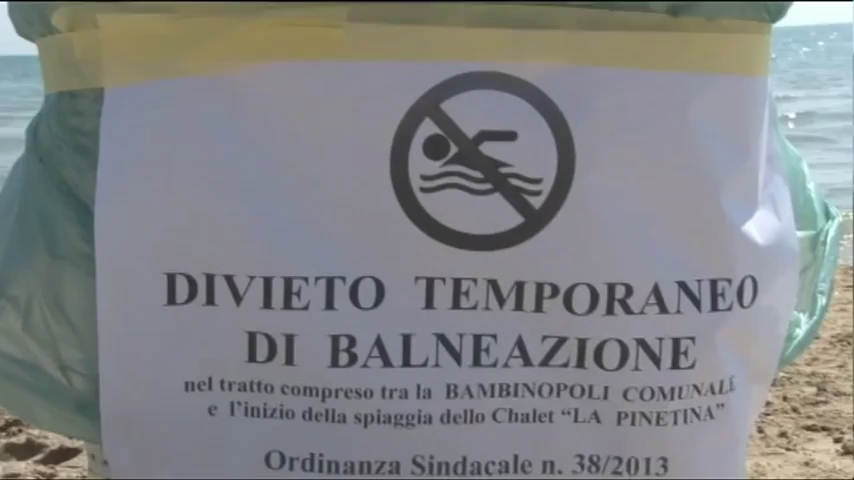 DIVIETO TEMPORANEO
DI BALNEAZIONE
nel tratto compreso tra la BAMBINOPOLI COMUNALE
e l'inizio della spiaggia dello Chalet “LA PINETINA”
Ordinanza Sindacale n. 38/2013